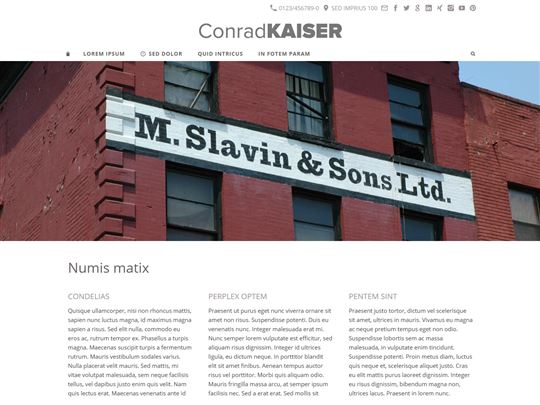 0123/456789-0 SED IMPRIUS 100
ConradKAISER
LOREM IPSUM SED DOLOR QUID INTRICUS IN FOTEM PARAM
M. Slavin & Sons Ltd.
Numis matix
CONDELIAS
Quisque ullamcorper, nisi non rhoncus mattis,
sapien nunc luctus magna, id maximus magna
sapien a risus. Sed elit nulla, commodo eu
eros ac, rutrum tempor ex. Phasellus a turpis
magna. Maecenas suscipit turpis a fermentum
rutrum. Mauris vestibulum sodales varius.
Nulla placerat velit mauris. Sed mattis, mi
vitae volutpat malesuada, sem neque facilisis
tellus, vel dapibus justo enim quis velit. Nam
quis lectus erat. Maecenas venenatis ante id
PERPLEX OPTEM
Praesent ut purus eget nunc viverra ornare sit
amet non risus. Suspendisse potenti. Duis eu
venenatis nunc. Integer malesuada erat mi.
Nunc semper lorem vulputate est efficitur, sed
aliquam risus dignissim. Integer id ultrices
ligula, eu dictum neque. In porttitor blandit
elit sit amet finibus. Aenean tempus auctor
risus vel porttitor. Morbi quis aliquam odio.
Mauris fringilla massa arcu, at semper ipsum
facilisis nec. Sed a erat erat. Sed mollis sit
PENTEM SINT
Praesent justo tortor, dictum vel scelerisque
sit amet, ultrices in mauris. Vivamus eu magna
ac neque pretium tempus eget non odio.
Suspendisse lobortis sem ac massa
malesuada, in vulputate enim tincidunt.
Suspendisse potenti. Proin metus diam, luctus
quis neque et, scelerisque aliquet justo. Cras
eu elit mattis purus laoreet dignissim. Integer
eu risus dignissim, bibendum magna non,
ultrices lacus. Praesent in lorem nunc.